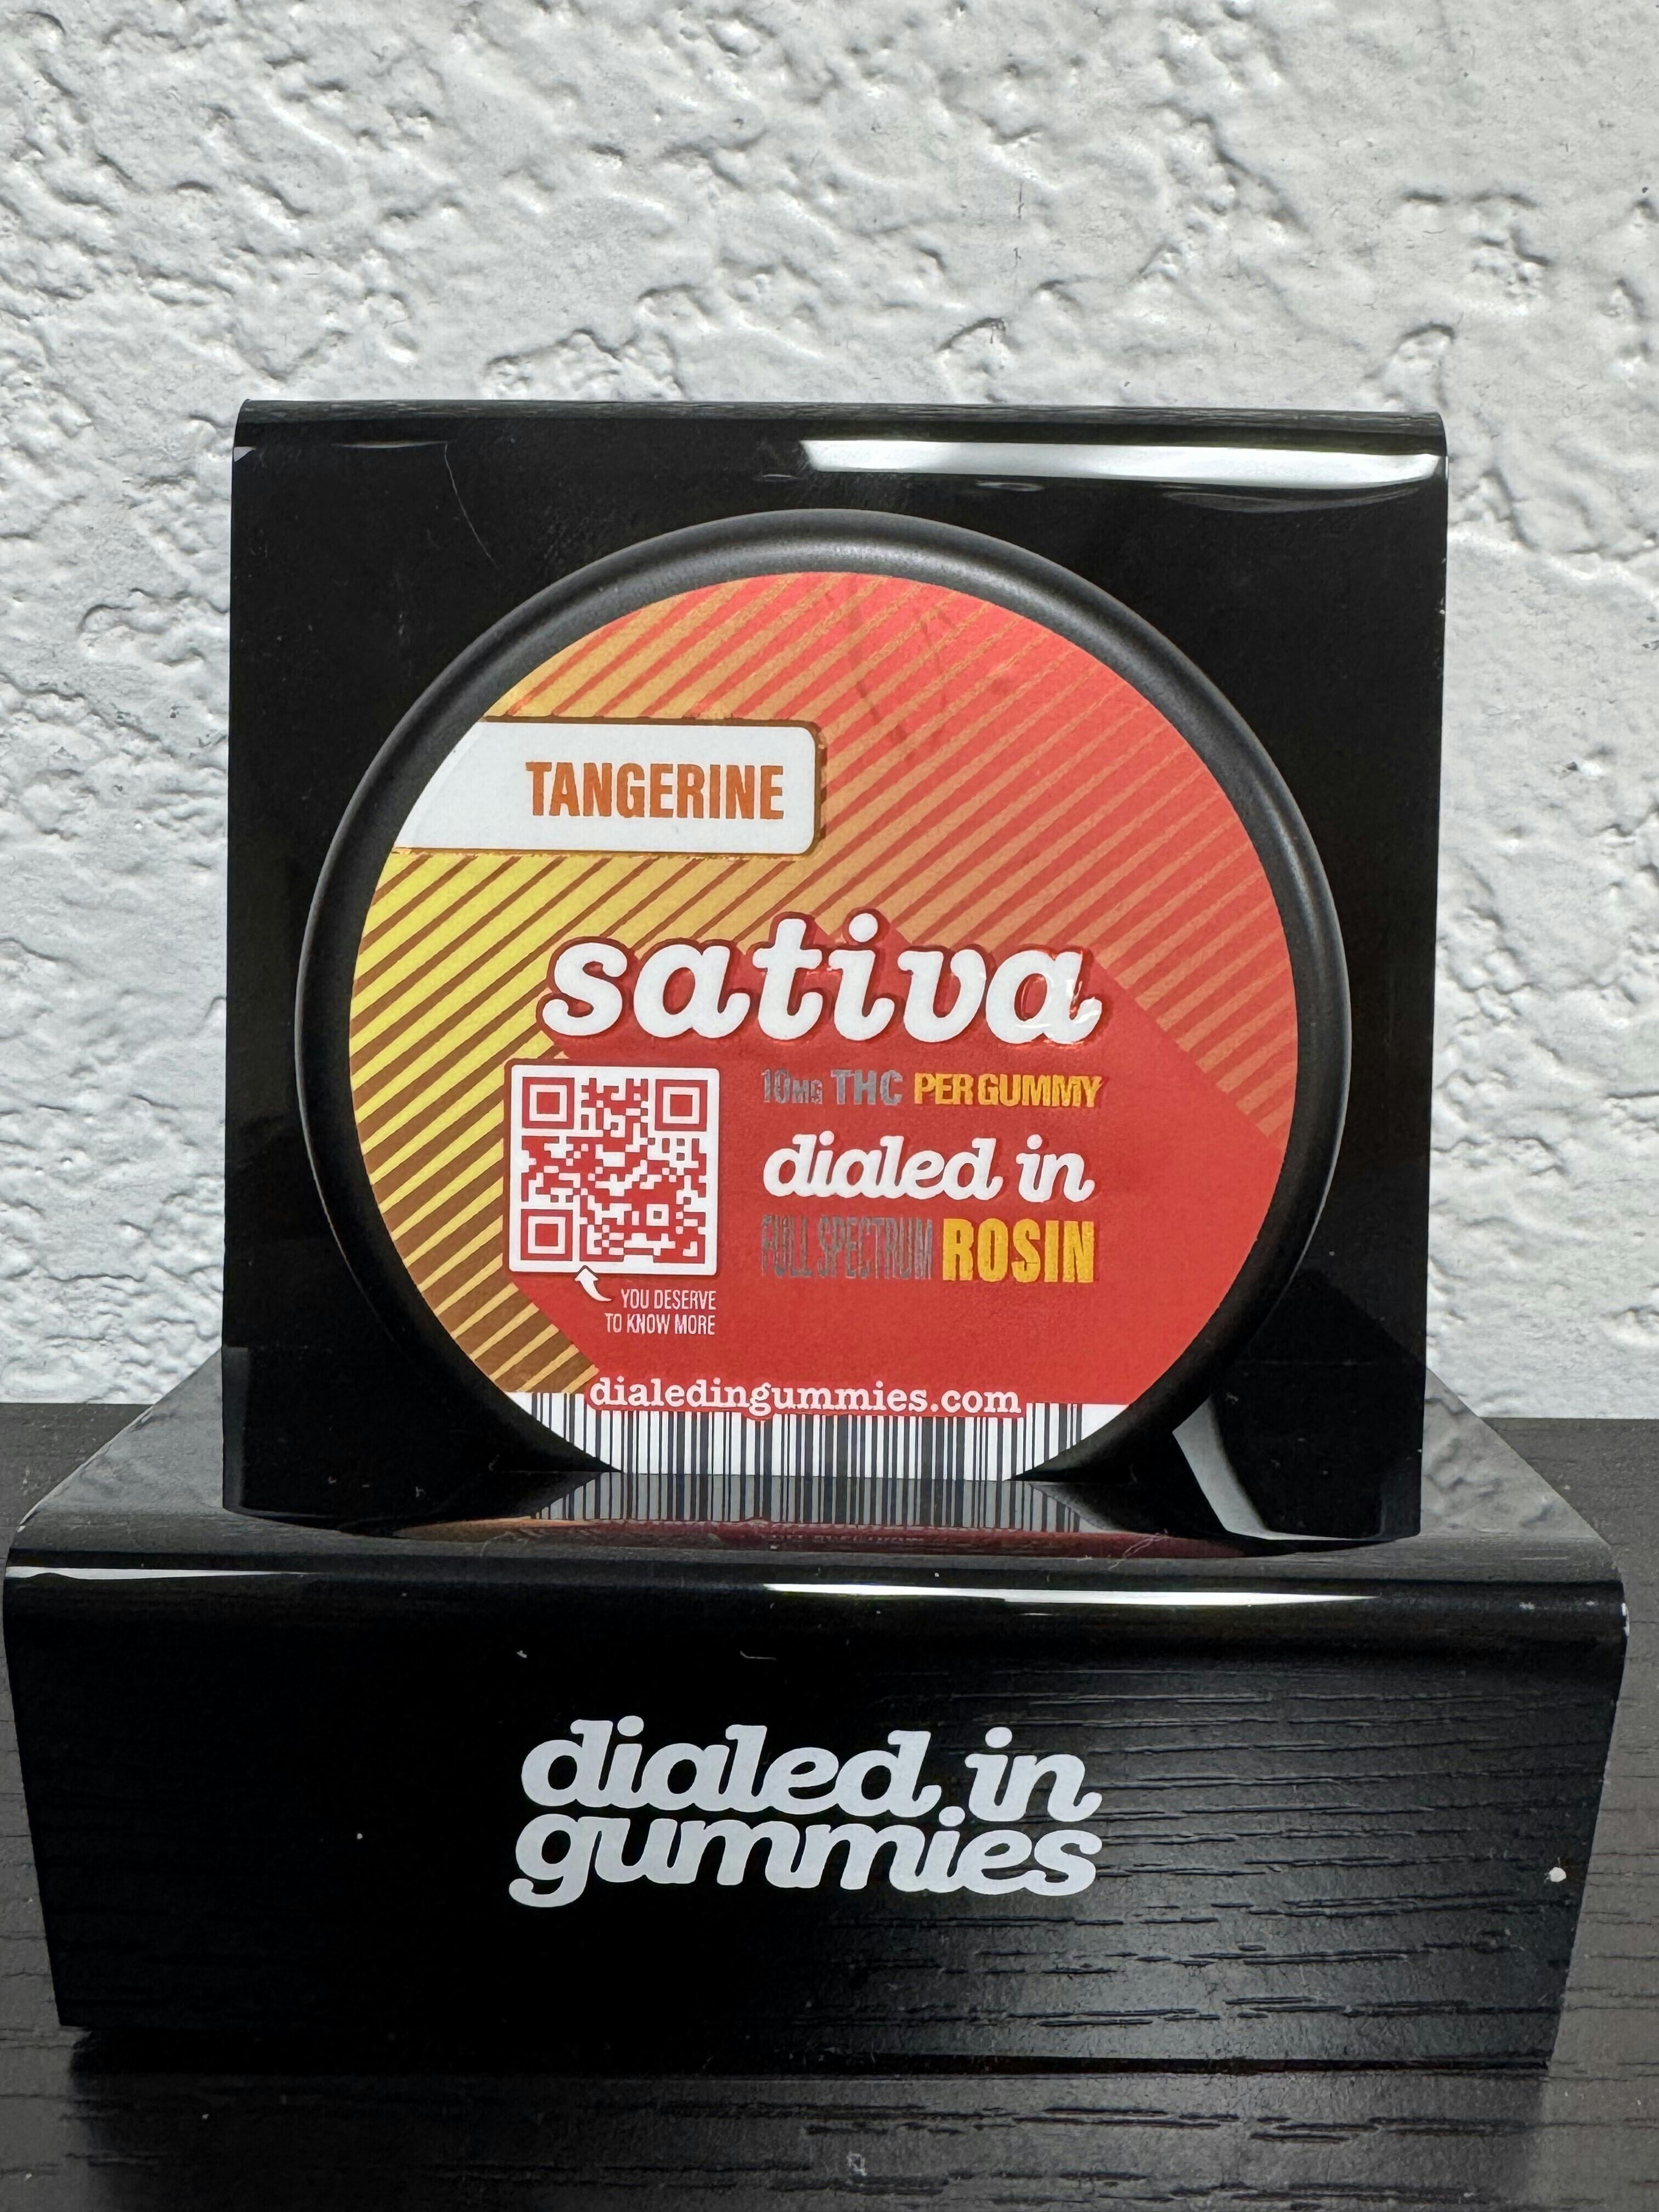 TANGERINE
sativa
10MG THC PER GUMMY
dialed in
FULL SPECTRUM ROSIN
YOU DESERVE
TO KNOW MORE
dialedingummies.com
dialed in
gummies